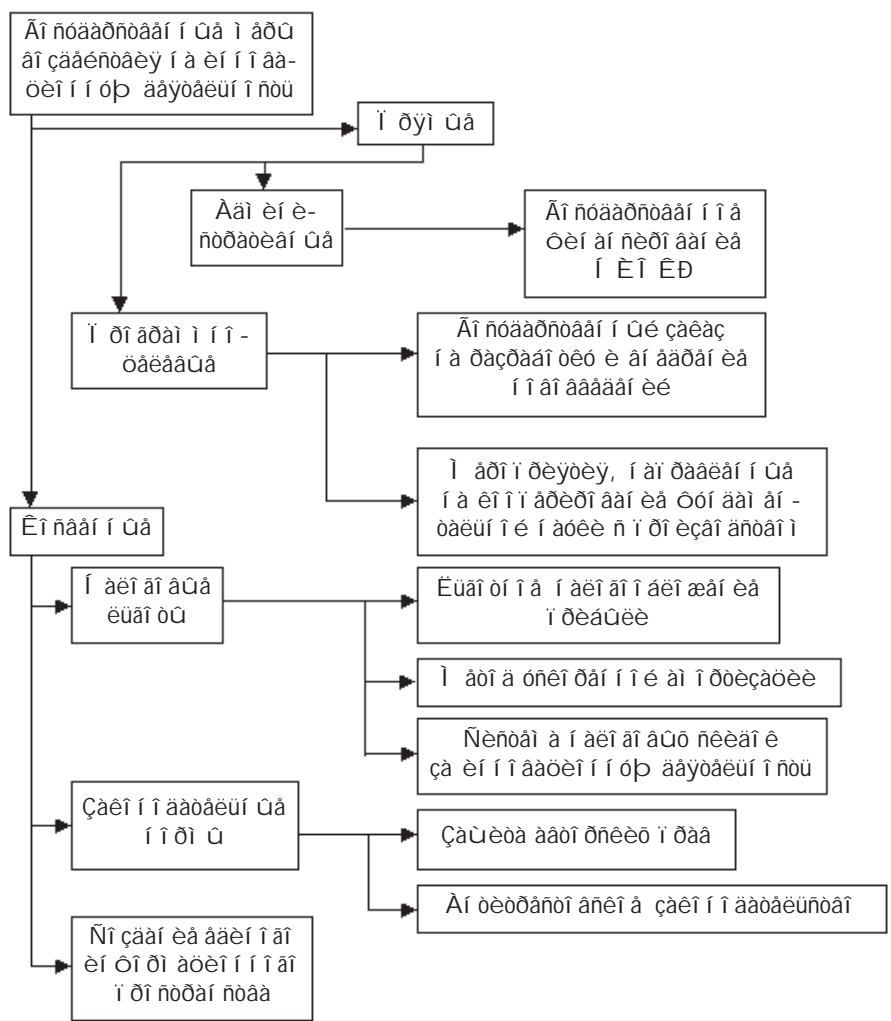 Ãî ñóäàðñòâåí í ûå ì åðû
âî çäåéñòâèÿ í à èí í î âà-
öèî í í óþ äåÿòåëüí î ñòü
Ï ðÿì ûå
Àäì èí è-
ñòðàòèâí ûå
Ãî ñóäàðñòâåí í î å
ôèí àí ñèðî âàí èå
Í ÈÎ ÊÐ
Ï ðî ãðàì ì í î -
öåëåâûå
Ãî ñóäàðñòâåí í ûé çàêàç
í à ðàçðàáî òêó è âí åäðåí èå
í î âî ââåäåí èé
Ì åðî ï ðèÿòèÿ, í àï ðàâëåí í ûå
í à êî î ï åðèðî âàí èå ôóí äàì åí -
òàëüí î é í àóêè ñ ï ðî èçâî äñòâî ì
Êî ñâåí í ûå
Í àëî ãî âûå
ëüãî òû
Ëüãî òí î å í àëî ãî î áëî æåí èå
ï ðèáûëè
Ì åòî ä óñêî ðåí í î é àì î ðòèçàöèè
Ñèñòåì à í àëî ãî âûõ ñêèäî ê
çà èí í î âàöèî í í óþ äåÿòåëüí î ñòü
Çàêî í î äàòåëüí ûå
í î ðì û
Çàùèòà àâòî ðñêèõ ï ðàâ
Àí òèòðåñòî âñêî å çàêî í î äàòåëüñòâî
Ñî çäàí èå åäèí î ãî
èí ôî ðì àöèî í í î ãî
ï ðî ñòðàí ñòâà